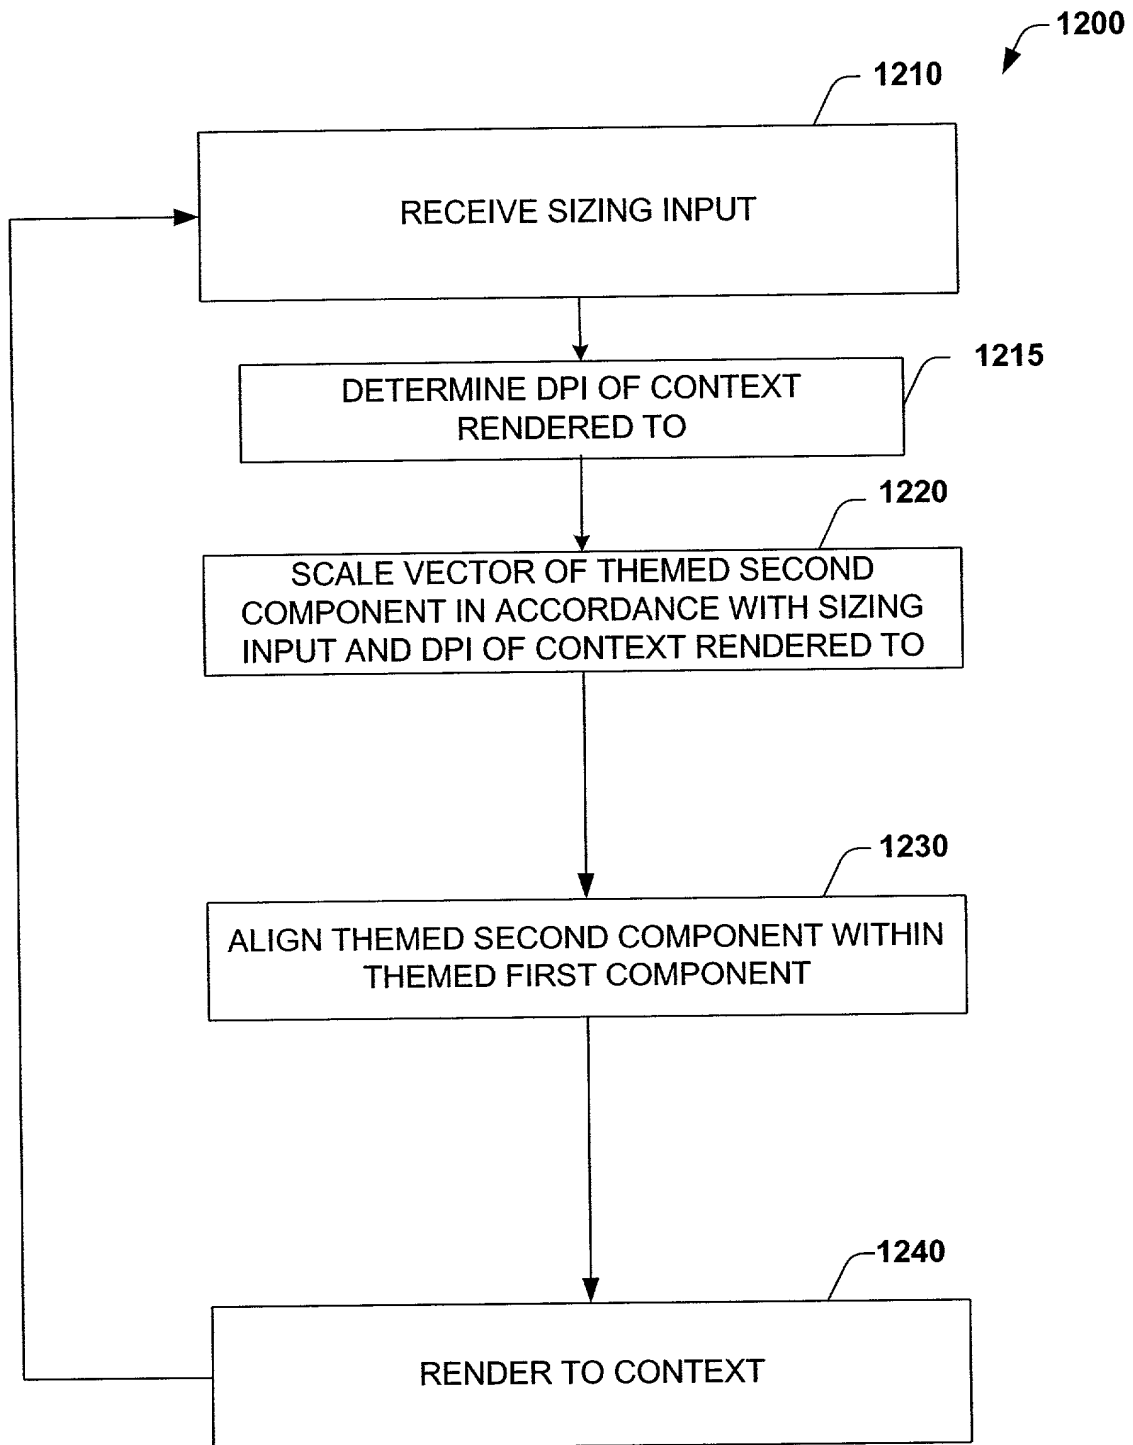 1200
1210
RECEIVE SIZING INPUT
1215
DETERMINE DPI OF CONTEXT
RENDERED TO
1220
SCALE VECTOR OF THEMED SECOND
COMPONENT IN ACCORDANCE WITH SIZING
INPUT AND DPI OF CONTEXT RENDERED TO
1230
ALIGN THEMED SECOND COMPONENT WITHIN
THEMED FIRST COMPONENT
1240
RENDER TO CONTEXT